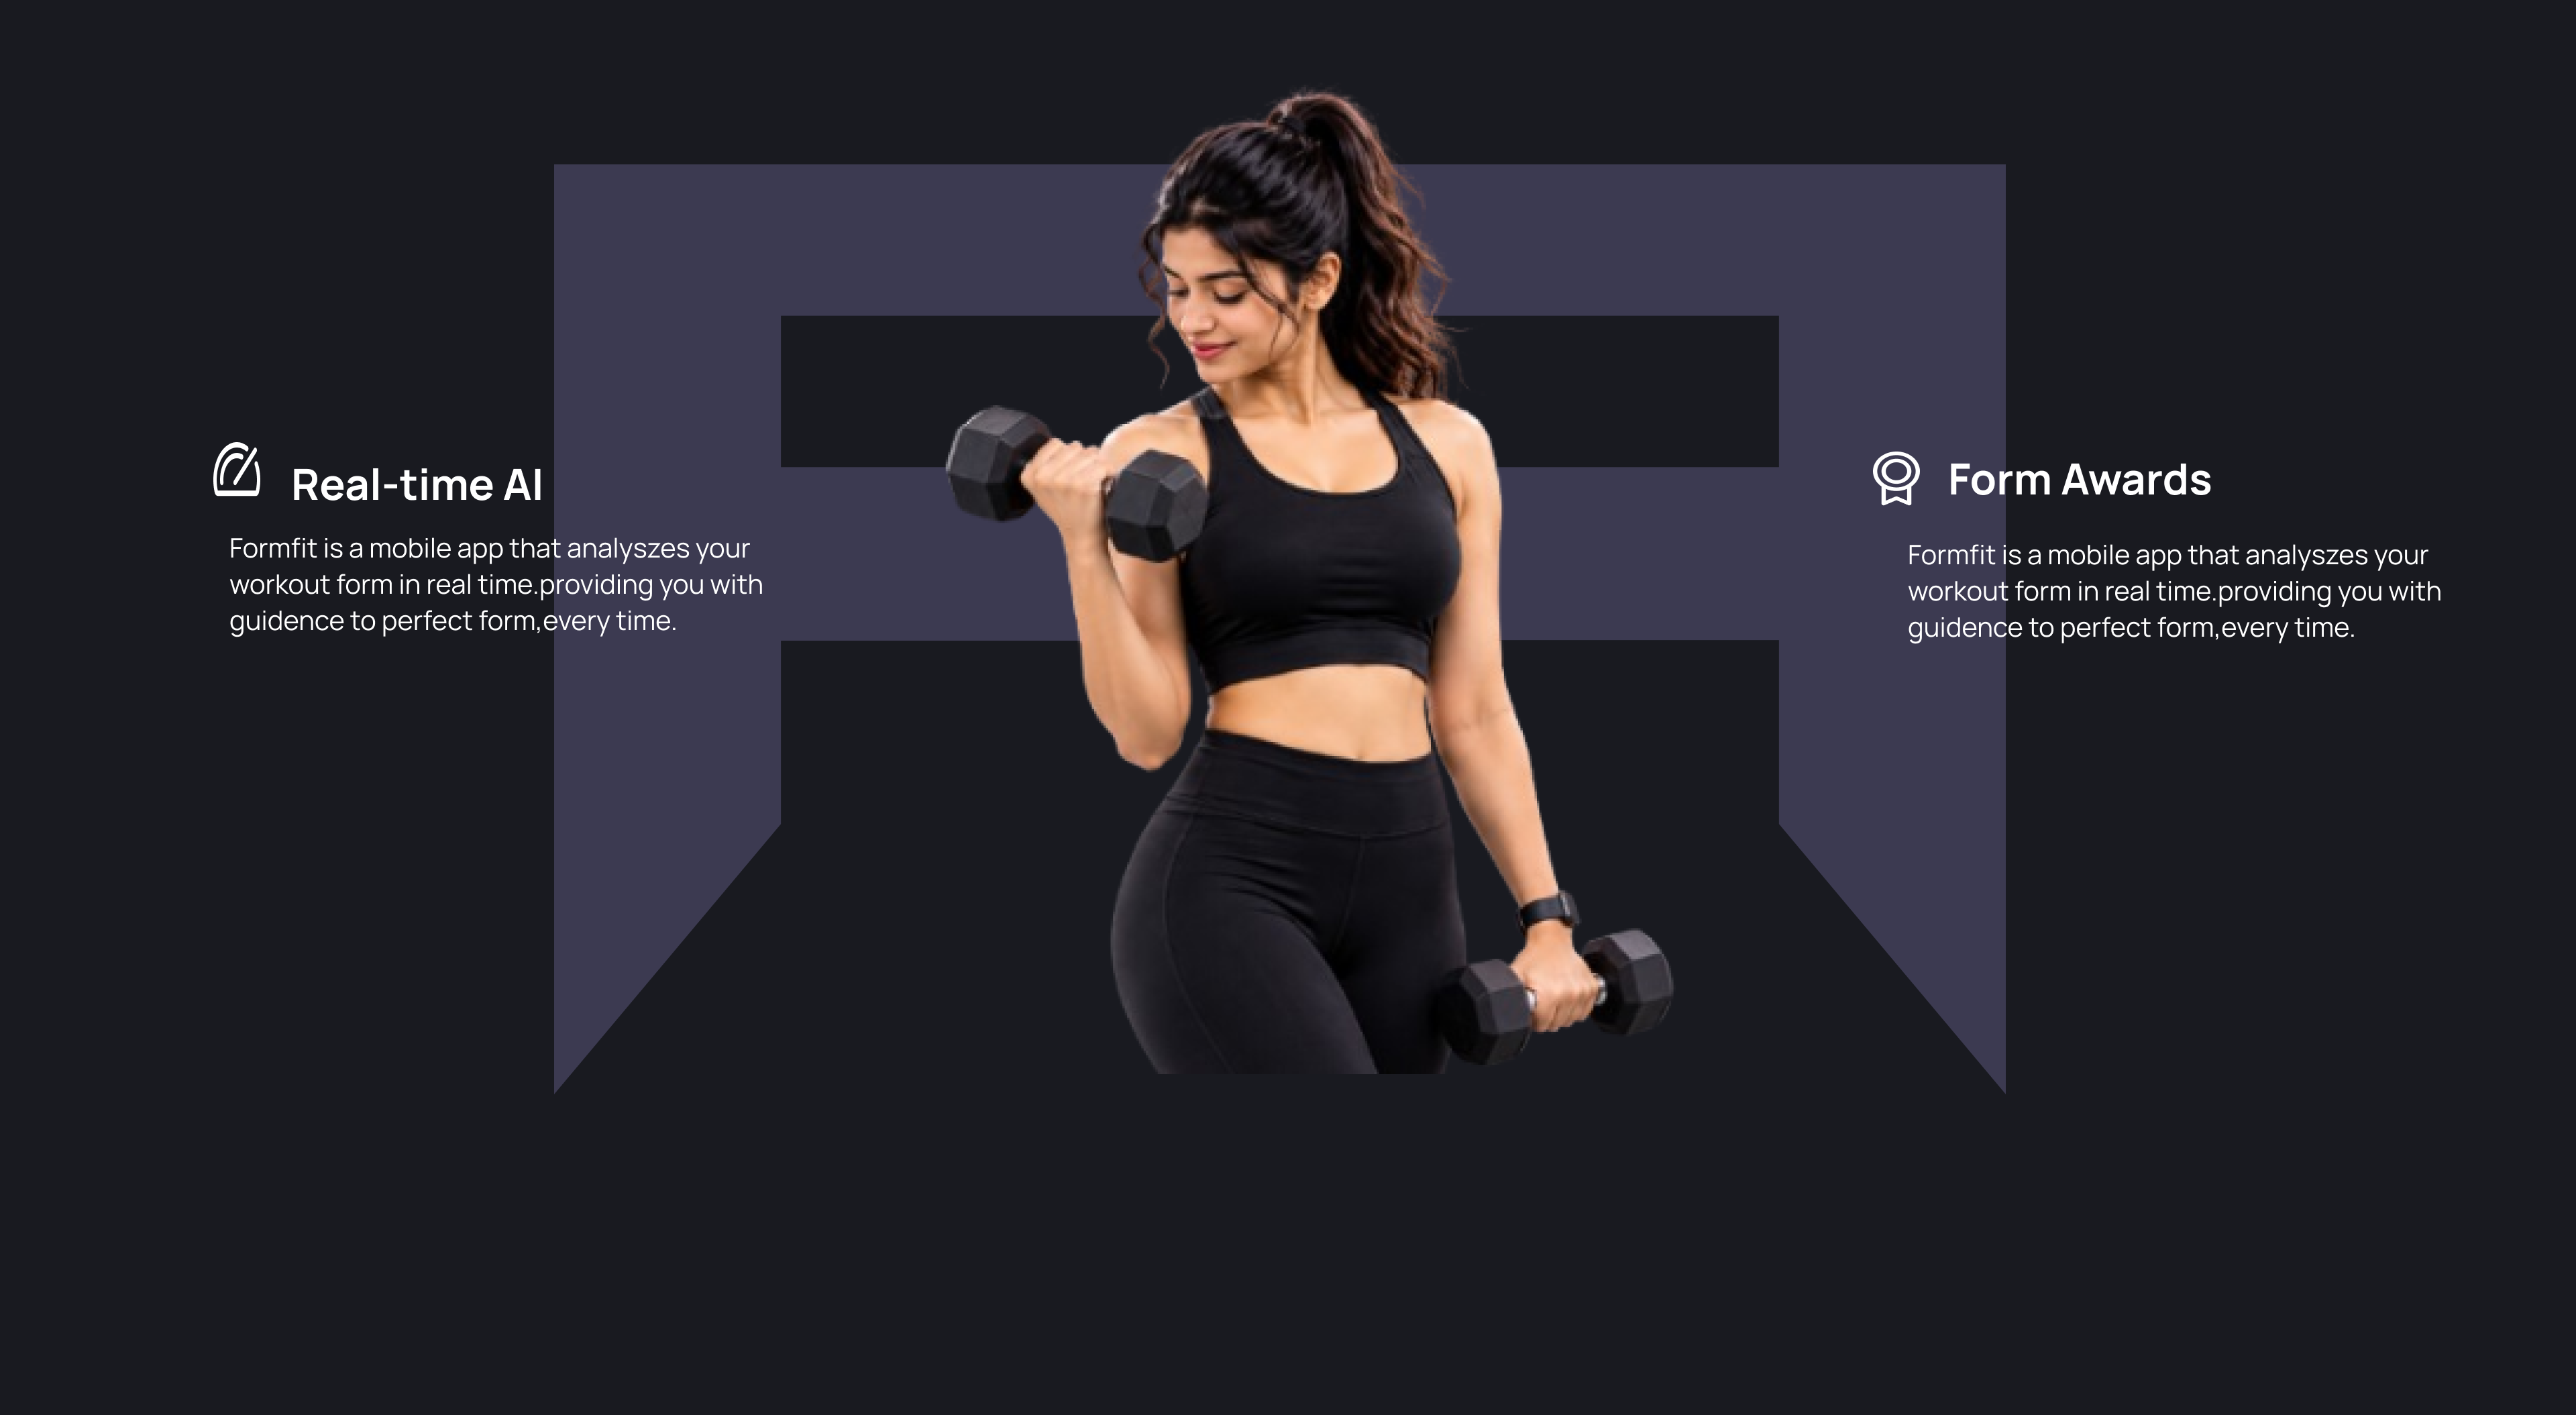 Real-time AI
Formfit is a mobile app that analyszes your
workout form in real time.providing you with
guidence to perfect form,every time.
Form Awards
Formfit is a mobile app that analyszes your
workout form in real time.providing you with
guidence to perfect form,every time.